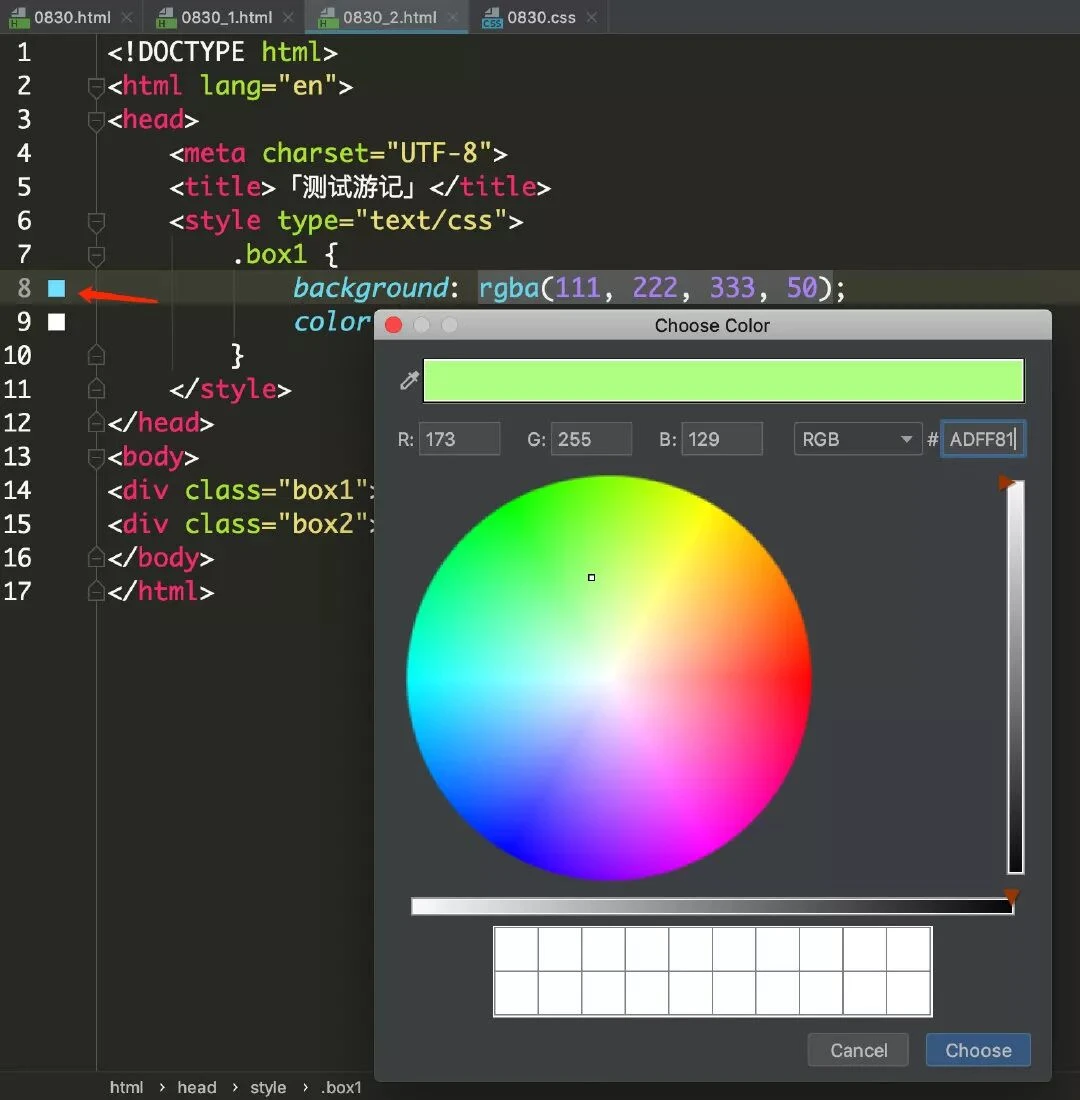 0830.html 0830_1.html 0830_2.html 0830.css
1 <!DOCTYPE html>
2 <html lang="en">
3 <head>
4 <meta charset="UTF-8">
5 <title>「测试游记」</title>
6 <style type="text/css">
7 .box1 {
8 background: rgba(111, 222, 333, 50);
9 color
10 }
11 </style>
12 </head>
13 <body>
14 <div class="box1">
15 <div class="box2">
16 </body>
17 </html>
Choose Color
R: 173 G: 255 B: 129 RGB # ADFF81
Cancel Choose
html › head › style › .box1